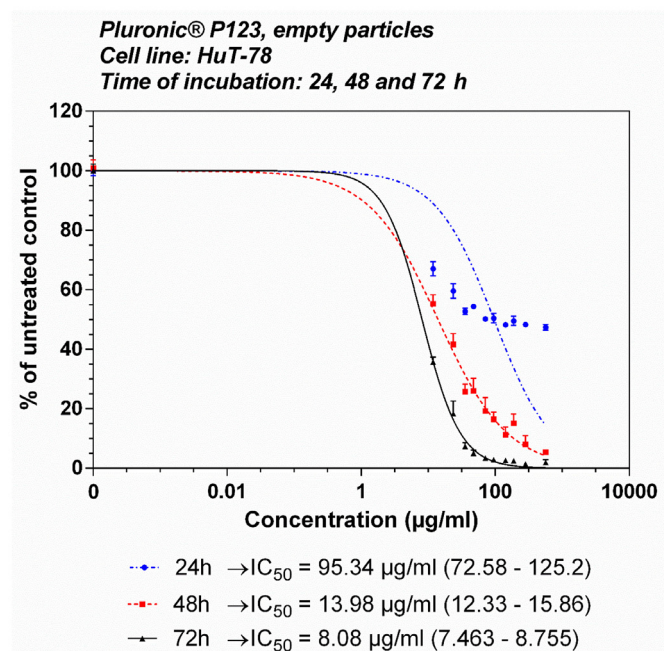 Pluronic® P123, empty particles
Cell line: HuT-78
Time of incubation: 24, 48 and 72 h
120
100
80
60
40
20
0
% of untreated control
0 0.01 1 100 10000
Concentration (µg/ml)
24h →IC50 = 95.34 µg/ml (72.58 - 125.2)
48h →IC50 = 13.98 µg/ml (12.33 - 15.86)
72h →IC50 = 8.08 µg/ml (7.463 - 8.755)